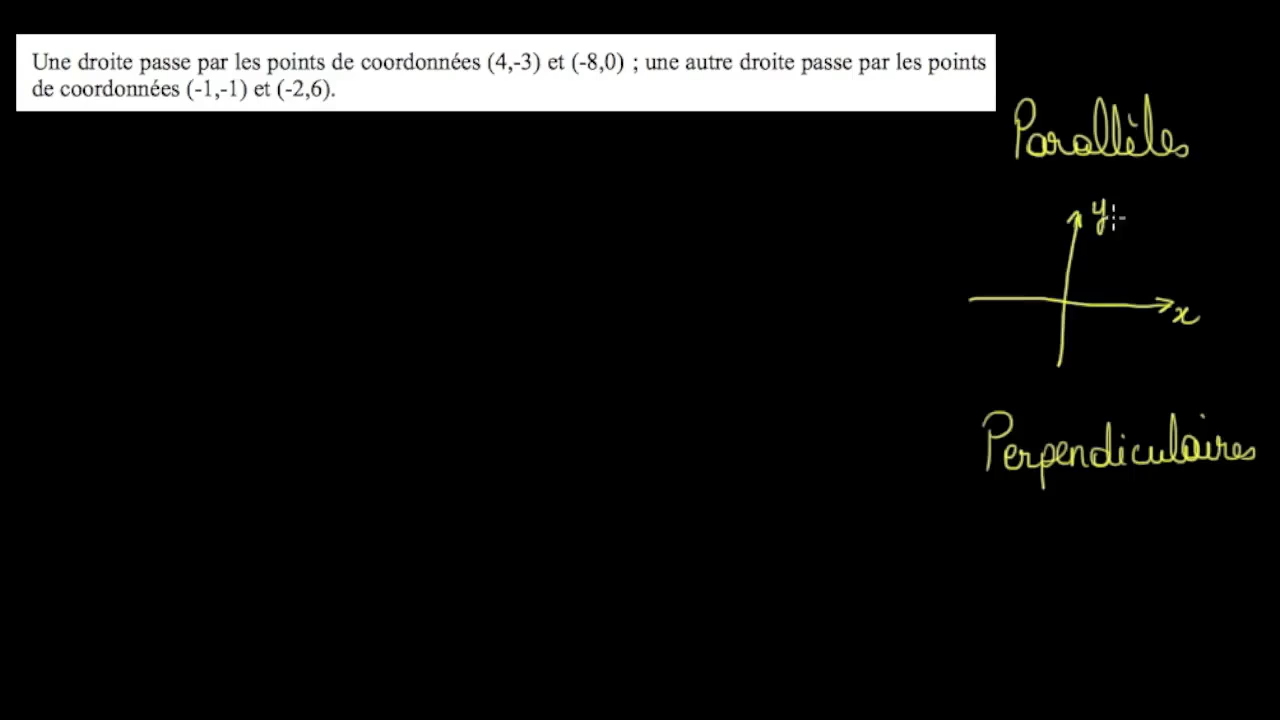 Une droite passe par les points de coordonnées (4,-3) et (-8,0) ; une autre droite passe par les points
de coordonnées (-1,-1) et (-2,6).
Parallèles
y
x
Perpendiculaires